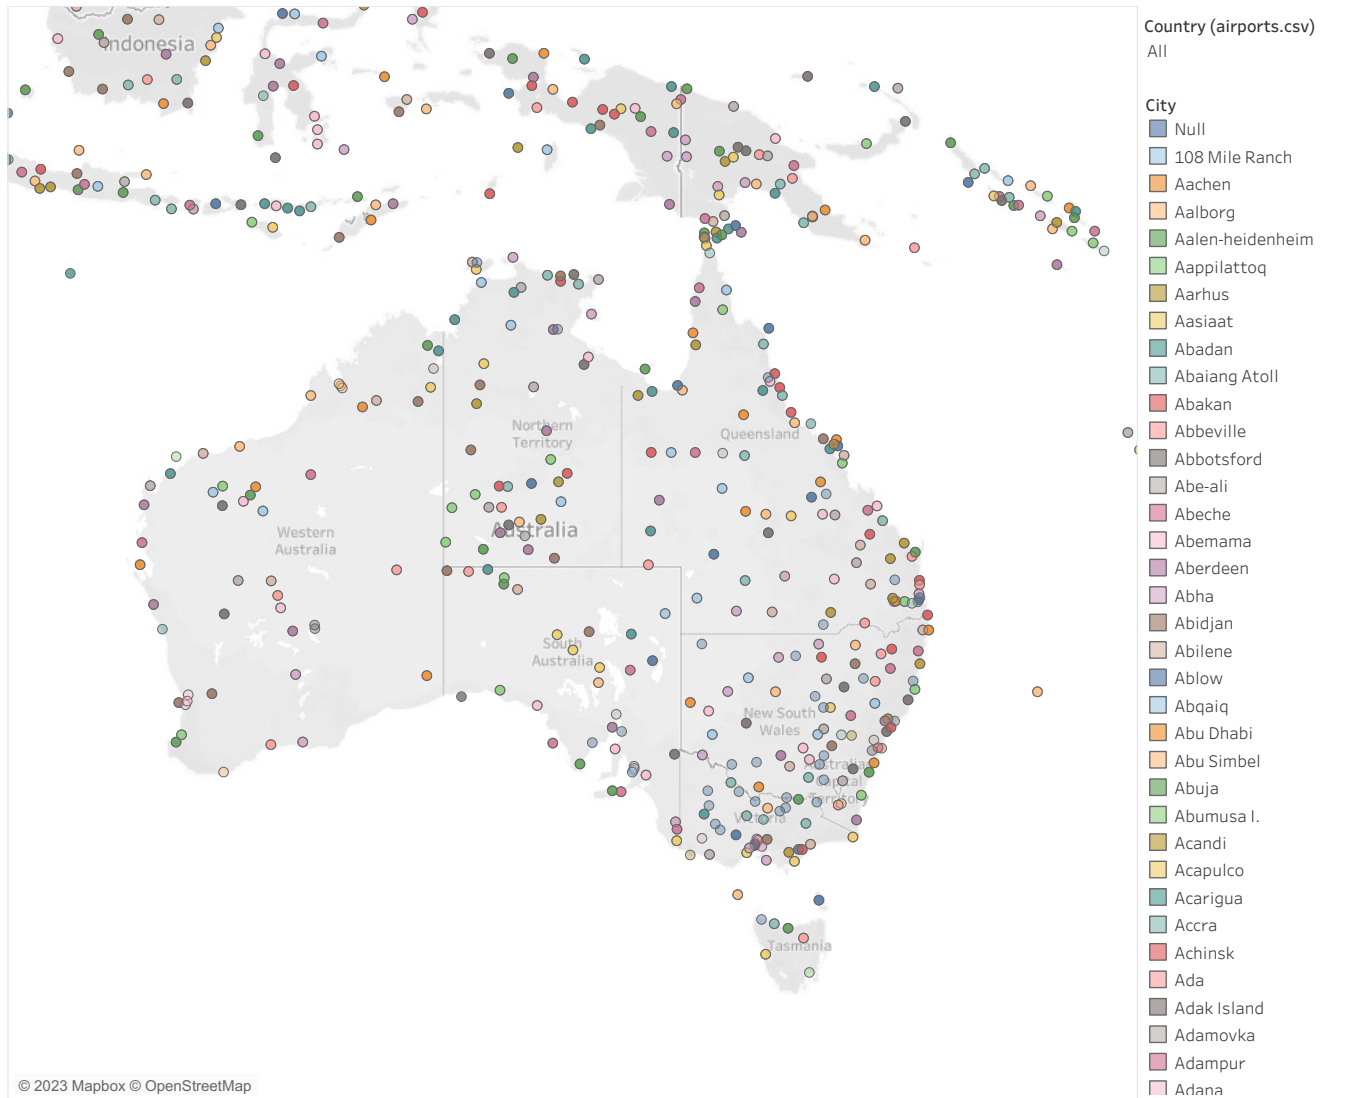 Indonesia
Northern
Territory
Queensland
Australia
Western
Australia
South
Australia
New South
Wales
Australian
Capital
Territory
Victoria
Tasmania
© 2023 Mapbox © OpenStreetMap
Country (airports.csv)
All
City
Null
108 Mile Ranch
Aachen
Aalborg
Aalen-heidenheim
Aappilattoq
Aarhus
Aasiaat
Abadan
Abaiang Atoll
Abakan
Abbeville
Abbotsford
Abe-ali
Abeche
Abemama
Aberdeen
Abha
Abidjan
Abilene
Ablow
Abqaiq
Abu Dhabi
Abu Simbel
Abuja
Abumusa I.
Acandi
Acapulco
Acarigua
Accra
Achinsk
Ada
Adak Island
Adamovka
Adampur
Adana